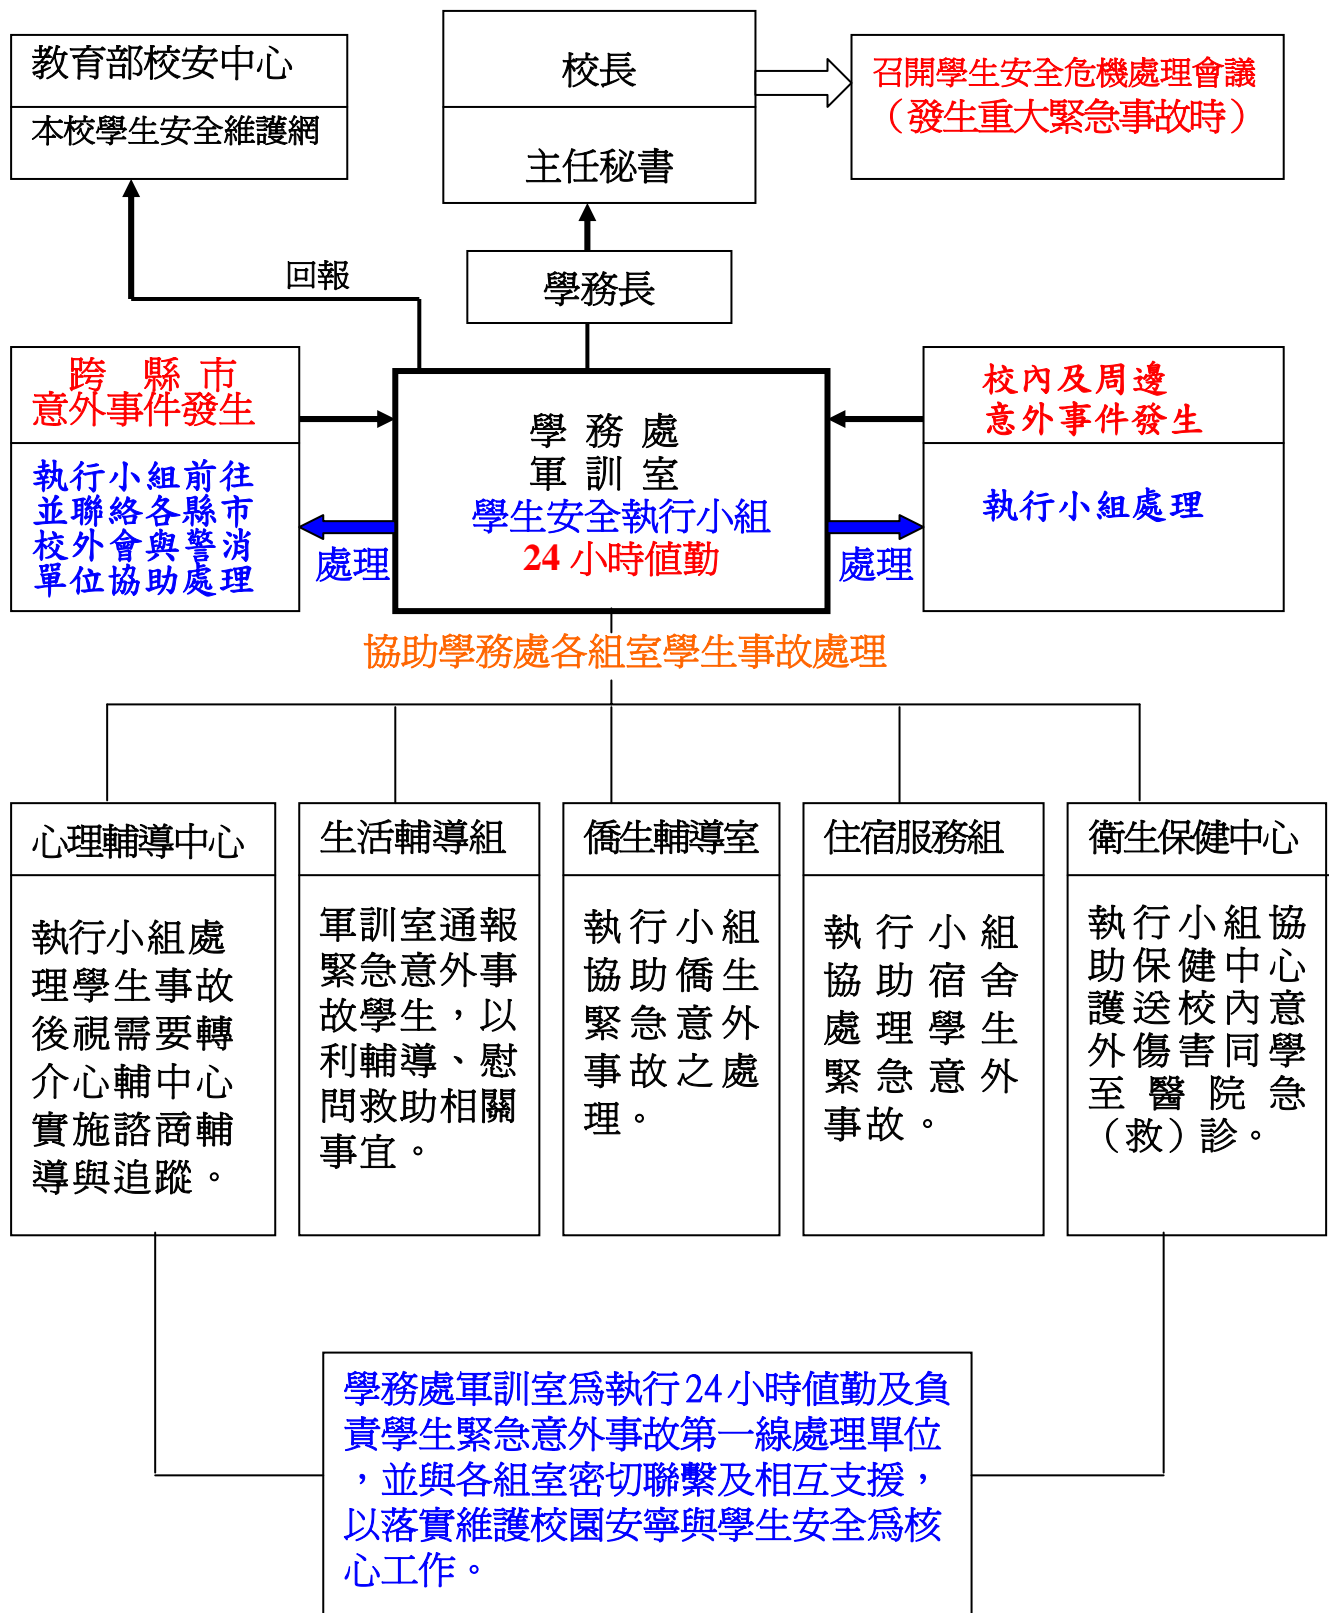 教育部校安中心
本校學生安全維護網
校長
主任秘書
召開學生安全危機處理會議
（發生重大緊急事故時）
回報
學務長
跨 縣 市
意外事件發生
執行小組前往
並聯絡各縣市
校外會與警消
單位協助處理
處理
學 務 處
軍 訓 室
學生安全執行小組
24 小時値勤
處理
校內及周邊
意外事件發生
執行小組處理
協助學務處各組室學生事故處理
心理輔導中心
執行小組處
理學生事故
後視需要轉
介心輔中心
實施諮商輔
導與追蹤。
生活輔導組
軍訓室通報
緊急意外事
故學生，以
利輔導、慰
問救助相關
事宜。
僑生輔導室
執行小組
協助僑生
緊急意外
事故之處
理。
住宿服務組
執行小組
協助宿舍
處理學生
緊急意外
事故。
衛生保健中心
執行小組協
助保健中心
護送校內意
外傷害同學
至醫院急
（救）診。
學務處軍訓室爲執行24小時値勤及負
責學生緊急意外事故第一線處理單位
，並與各組室密切聯繫及相互支援，
以落實維護校園安寧與學生安全爲核
心工作。